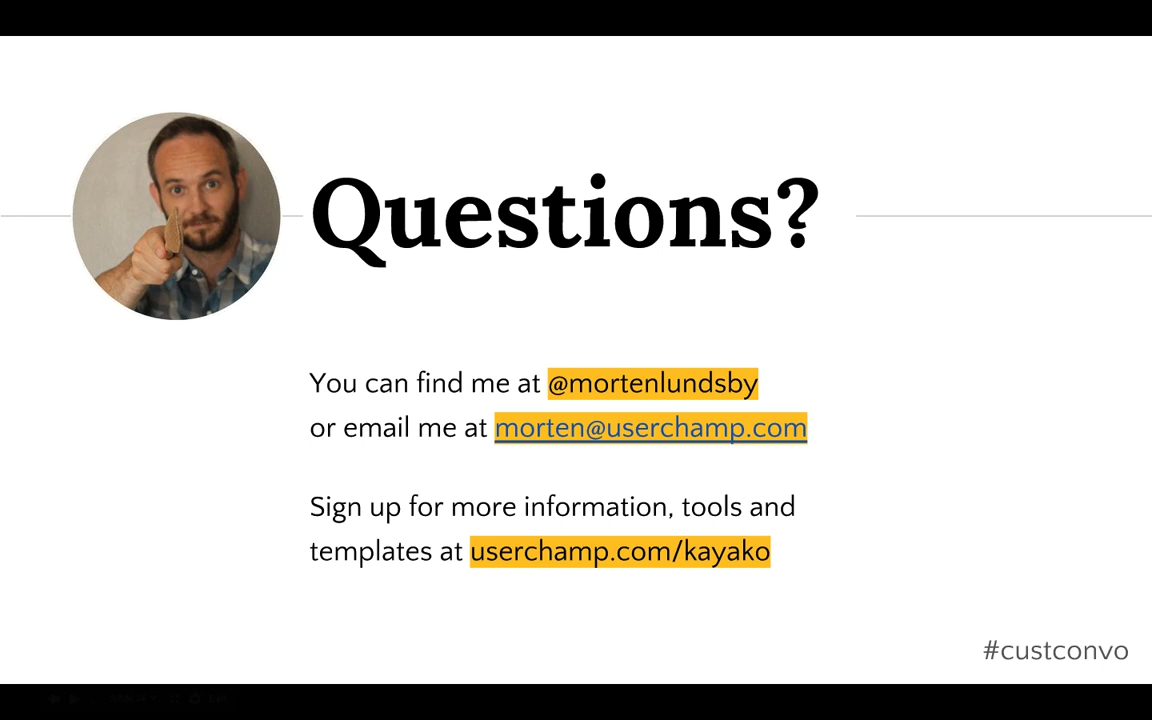 Questions?
You can find me at @mortenlundsby
or email me at morten@userchamp.com
Sign up for more information, tools and
templates at userchamp.com/kayako
#custconvo